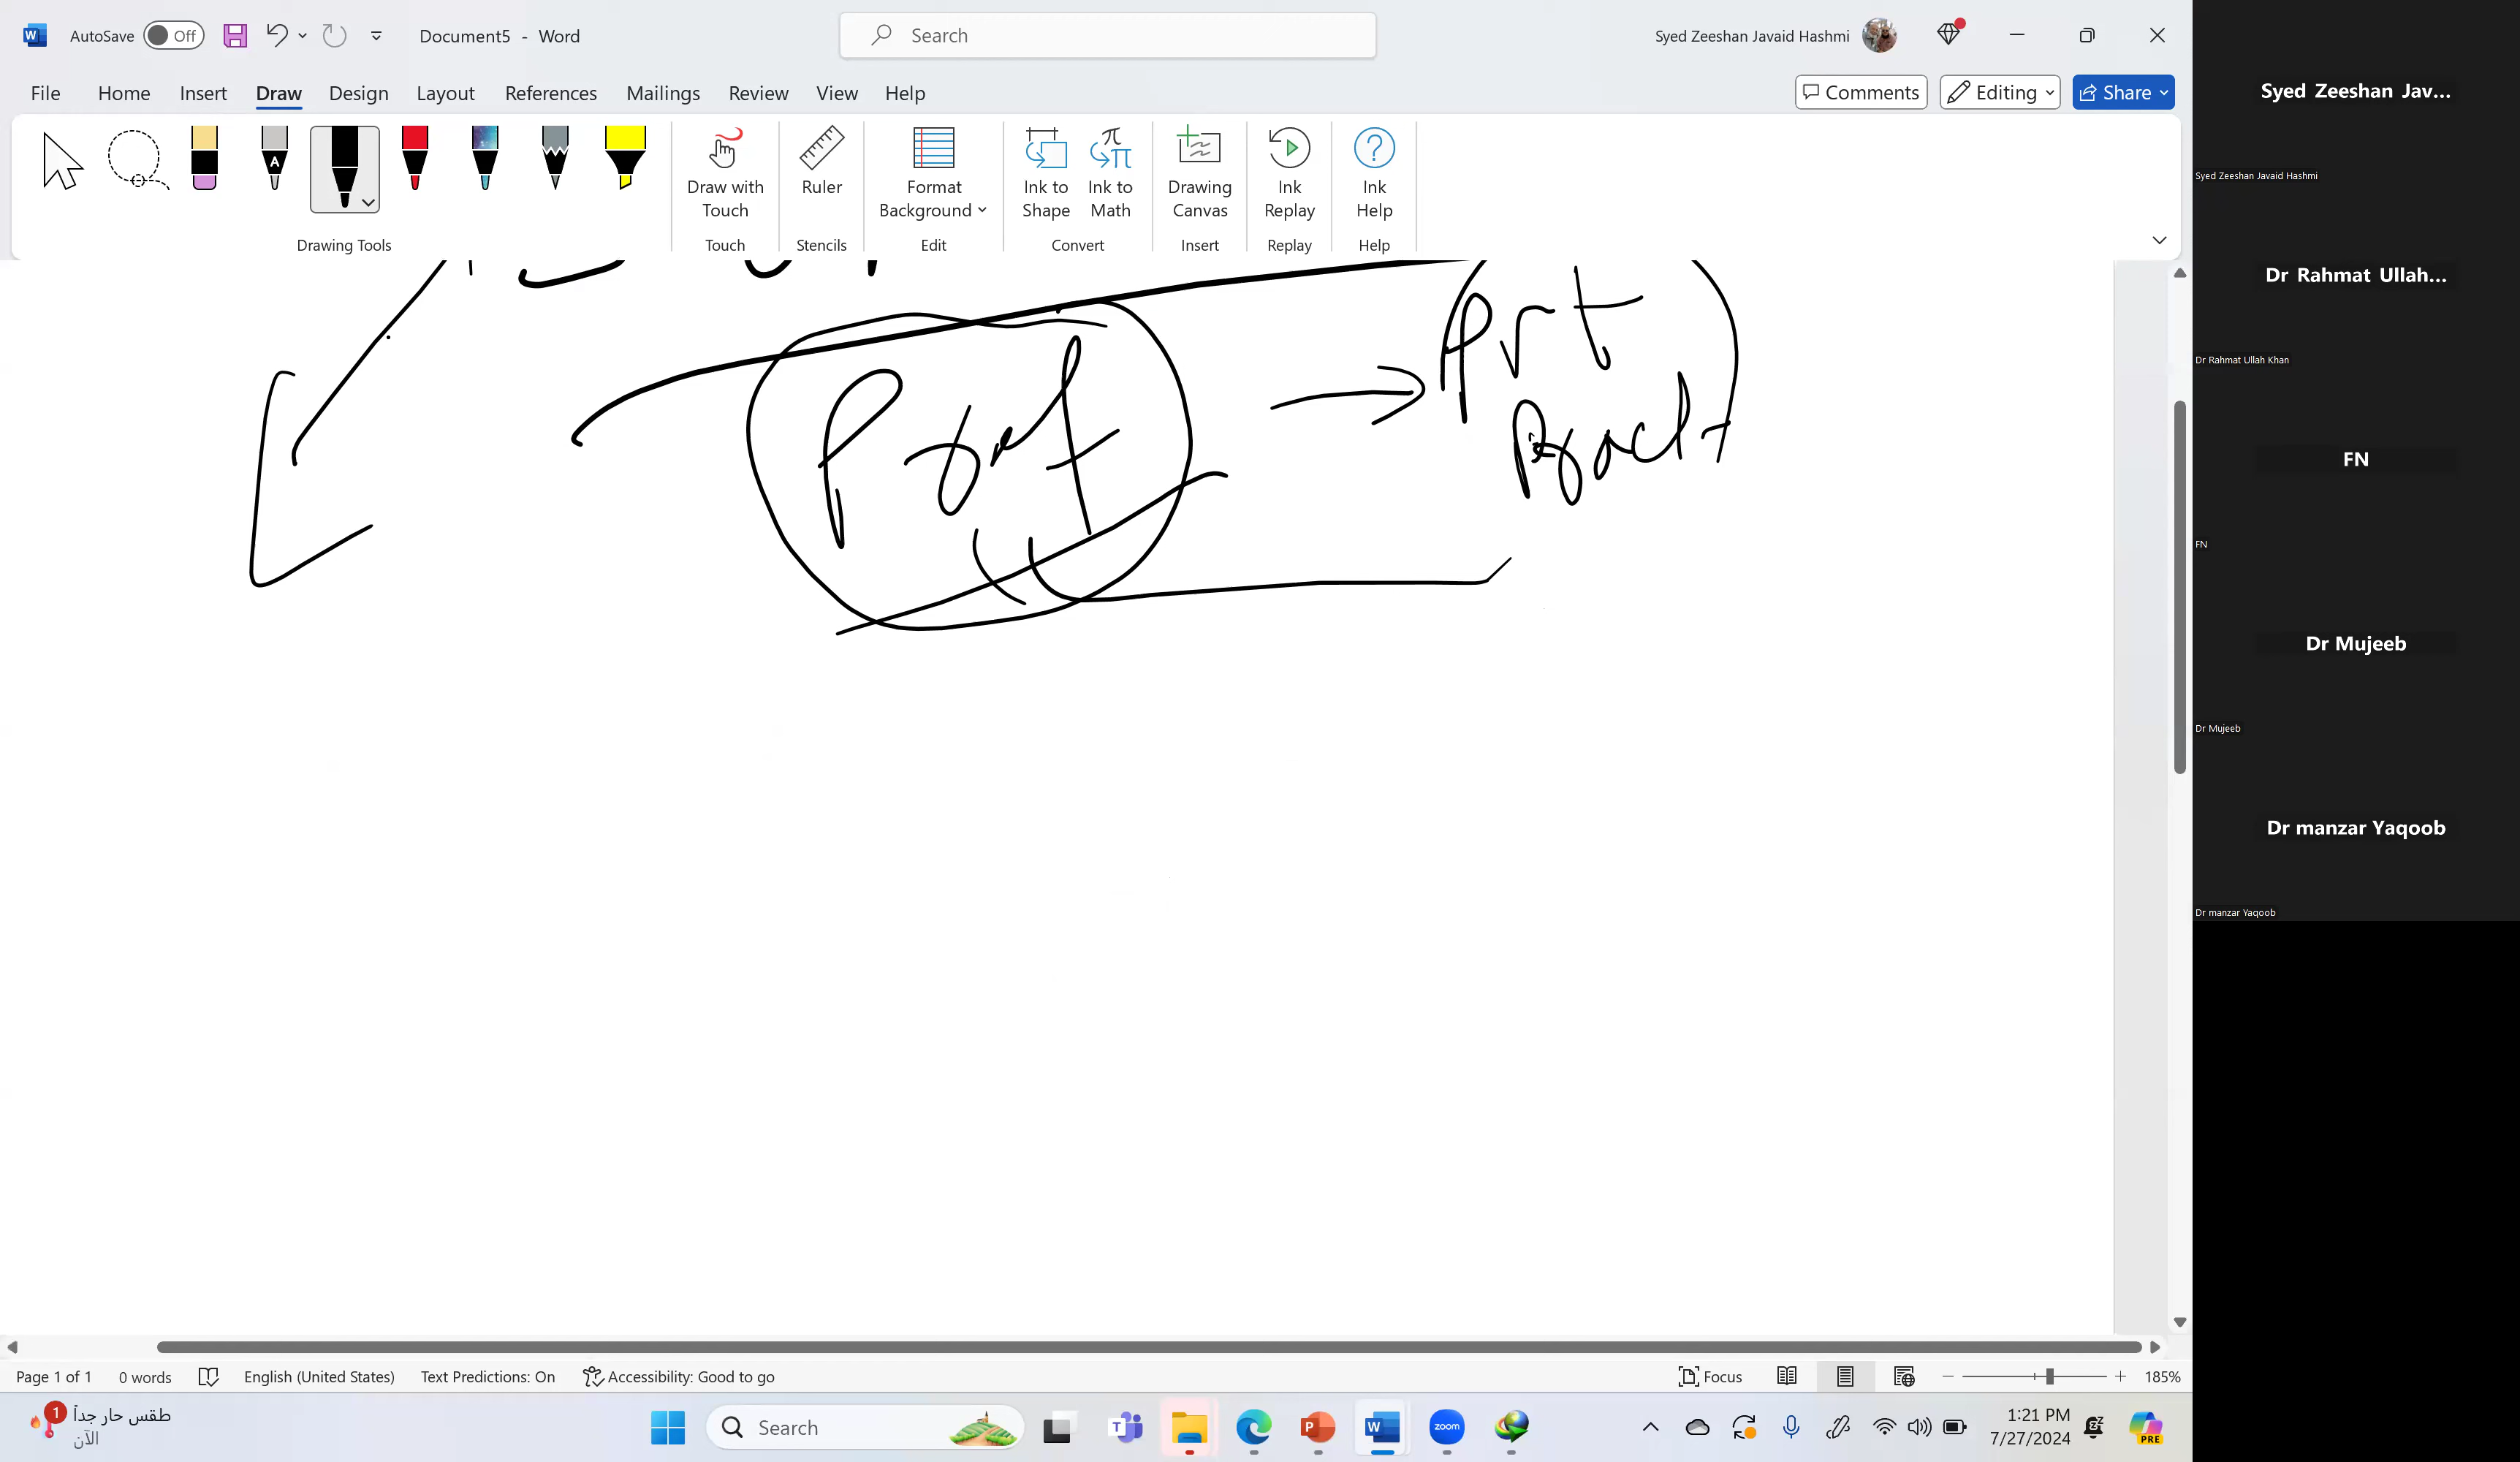 AutoSave Off Document5 - Word Search Syed Zeeshan Javaid Hashmi
File Home Insert Draw Design Layout References Mailings Review View Help Comments Editing Share
A
Draw with Touch
Ruler
Format Background
Ink to Shape
Ink to Math
Drawing Canvas
Ink Replay
Ink Help
Drawing Tools Touch Stencils Edit Convert Insert Replay Help
Syed Zeeshan Jav...
Syed Zeeshan Javaid Hashmi
Dr Rahmat Ullah...
Dr Rahmat Ullah Khan
FN
FN
Dr Mujeeb
Dr Mujeeb
Dr manzar Yaqoob
Dr manzar Yaqoob
Page 1 of 1 0 words English (United States) Text Predictions: On Accessibility: Good to go Focus 185%
1 طقس حار جداً
الآن
Search
zoom
1:21 PM
7/27/2024
PRE